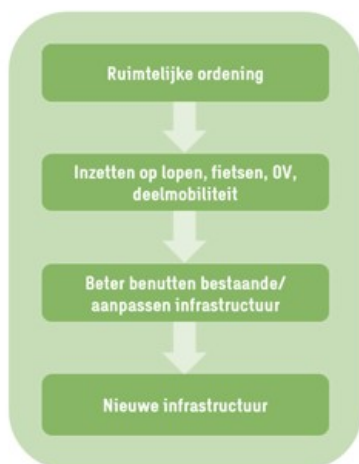 Ruimtelijke ordening
Inzetten op lopen, fietsen, OV,
deelmobiliteit
Beter benutten bestaande/
aanpassen infrastructuur
Nieuwe infrastructuur